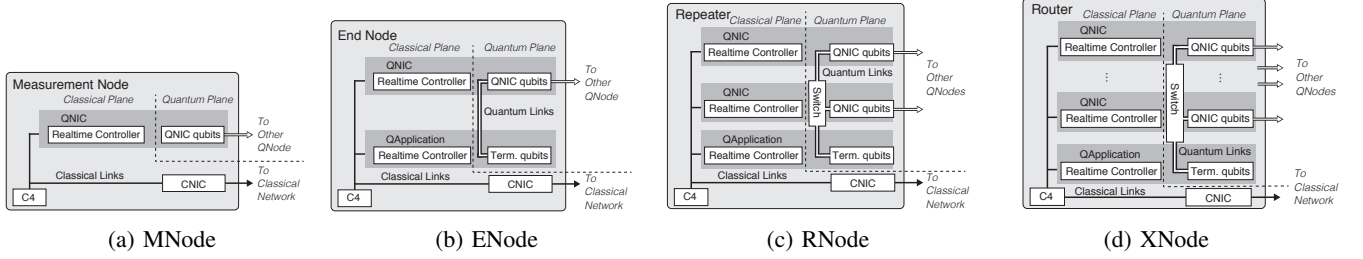 Measurement Node
Classical Plane
Quantum Plane
QNIC
Realtime Controller
QNIC qubits
To
Other
QNode
Classical Links
CNIC
To
Classical
Network
C4
(a) MNode
End Node
Classical Plane
Quantum Plane
QNIC
Realtime Controller
QNIC qubits
To
Other
QNode
Quantum Links
QApplication
Realtime Controller
Term. qubits
Classical Links
CNIC
To
Classical
Network
C4
(b) ENode
Repeater
Classical Plane
Quantum Plane
QNIC
Realtime Controller
QNIC qubits
Quantum Links
To
Other
QNodes
Switch
QNIC
Realtime Controller
QNIC qubits
QApplication
Realtime Controller
Term. qubits
Classical Links
CNIC
To
Classical
Network
C4
(c) RNode
Router
Classical Plane
Quantum Plane
QNIC
Realtime Controller
QNIC qubits
To
Other
QNodes
⋮
⋮
Switch
QNIC
Realtime Controller
QNIC qubits
QApplication
Quantum Links
Realtime Controller
Term. qubits
Classical Links
CNIC
To
Classical
Network
C4
(d) XNode